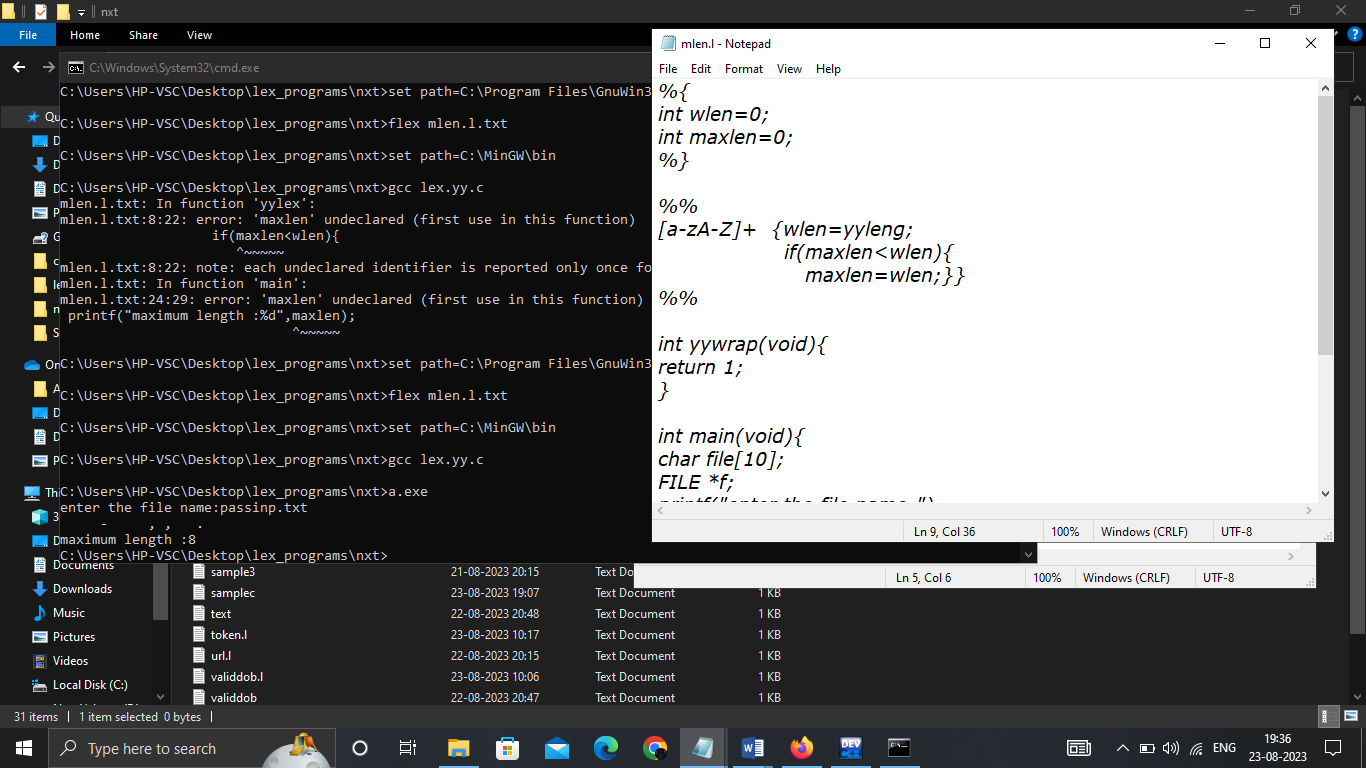 nxt
File Home Share View
C:\Windows\System32\cmd.exe
C:\Users\HP-VSC\Desktop\lex_programs\nxt>set path=C:\Program Files\GnuWin3
C:\Users\HP-VSC\Desktop\lex_programs\nxt>flex mlen.l.txt
C:\Users\HP-VSC\Desktop\lex_programs\nxt>set path=C:\MinGW\bin
C:\Users\HP-VSC\Desktop\lex_programs\nxt>gcc lex.yy.c
mlen.l.txt: In function 'yylex':
mlen.l.txt:8:22: error: 'maxlen' undeclared (first use in this function)
if(maxlen<wlen){
^~~~~~
mlen.l.txt:8:22: note: each undeclared identifier is reported only once fo
mlen.l.txt: In function 'main':
mlen.l.txt:24:29: error: 'maxlen' undeclared (first use in this function)
printf("maximum length :%d",maxlen);
^~~~~~
C:\Users\HP-VSC\Desktop\lex_programs\nxt>set path=C:\Program Files\GnuWin3
C:\Users\HP-VSC\Desktop\lex_programs\nxt>flex mlen.l.txt
C:\Users\HP-VSC\Desktop\lex_programs\nxt>set path=C:\MinGW\bin
C:\Users\HP-VSC\Desktop\lex_programs\nxt>gcc lex.yy.c
C:\Users\HP-VSC\Desktop\lex_programs\nxt>a.exe
enter the file name:passinp.txt
- , , .
maximum length :8
C:\Users\HP-VSC\Desktop\lex_programs\nxt>
mlen.l - Notepad
File Edit Format View Help
%{
int wlen=0;
int maxlen=0;
%}
%%
[a-zA-Z]+ {wlen=yyleng;
if(maxlen<wlen){
maxlen=wlen;}}
%%
int yywrap(void){
return 1;
}
int main(void){
char file[10];
FILE *f;
printf("enter the file name:")
Ln 9, Col 36 100% Windows (CRLF) UTF-8
Ln 5, Col 6 100% Windows (CRLF) UTF-8
Documents
Downloads
Music
Pictures
Videos
Local Disk (C:)
sample3 21-08-2023 20:15 Text Do
samplec 23-08-2023 19:07 Text Document 1 KB
text 22-08-2023 20:48 Text Document 1 KB
token.l 23-08-2023 10:17 Text Document 1 KB
url.l 22-08-2023 20:15 Text Document 1 KB
validdob.l 23-08-2023 10:06 Text Document 1 KB
validdob 22-08-2023 20:47 Text Document 1 KB
31 items 1 item selected 0 bytes
Type here to search
DEV
ENG
19:36
23-08-2023